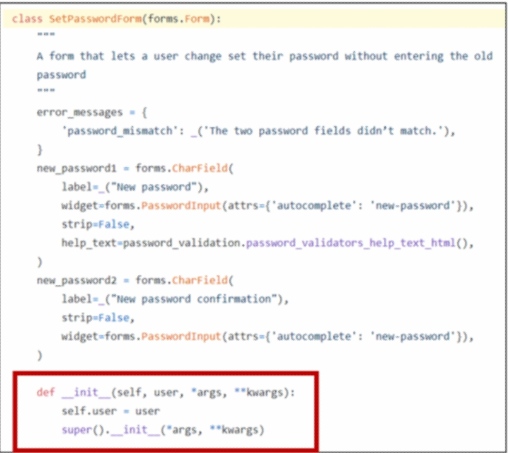 class SetPasswordForm(forms.Form):
"""
A form that lets a user change set their password without entering the old
password
"""
error_messages = {
'password_mismatch': _('The two password fields didn’t match.'),
}
new_password1 = forms.CharField(
label=_("New password"),
widget=forms.PasswordInput(attrs={'autocomplete': 'new-password'}),
strip=False,
help_text=password_validation.password_validators_help_text_html(),
)
new_password2 = forms.CharField(
label=_("New password confirmation"),
strip=False,
widget=forms.PasswordInput(attrs={'autocomplete': 'new-password'}),
)
def __init__(self, user, *args, **kwargs):
self.user = user
super().__init__(*args, **kwargs)